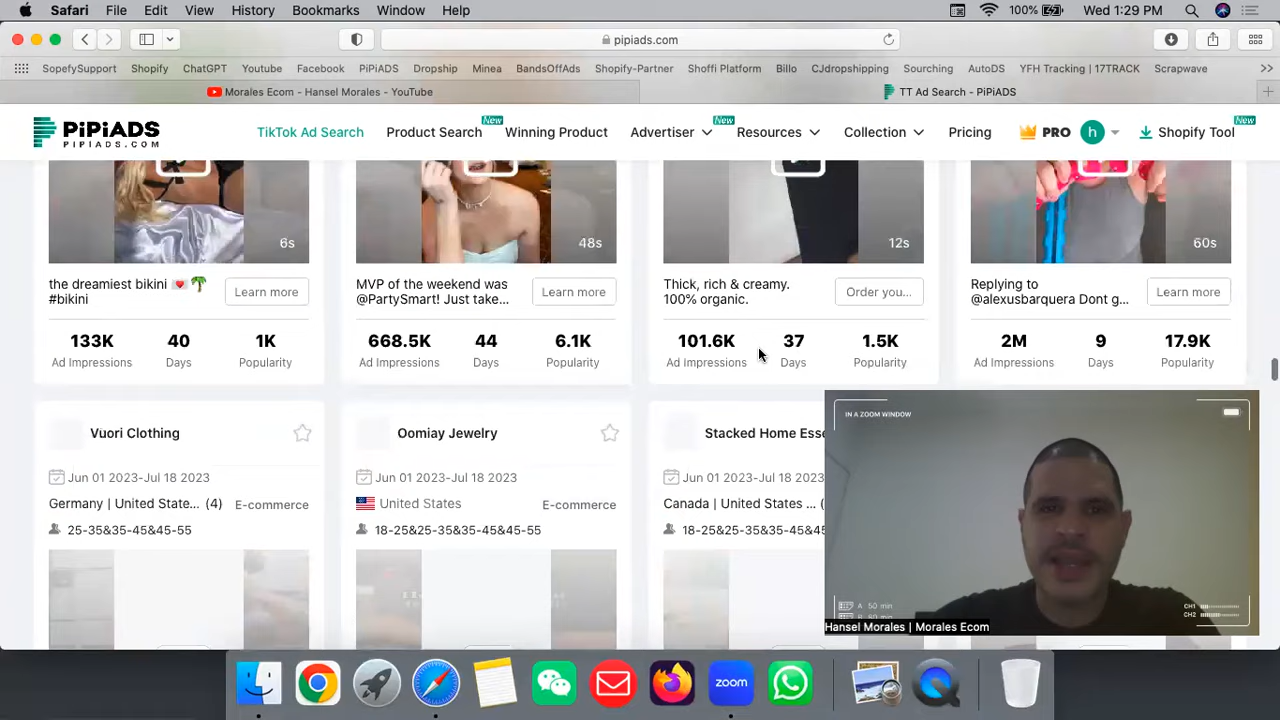 Safari File Edit View History Bookmarks Window Help 100% Wed 1:29 PM
pipiads.com
SopefySupport Shopify ChatGPT Youtube Facebook PiPiADS Dropship Minea BandsOffAds Shopify-Partner Shoffi Platform Billo CJdropshipping Sourching AutoDS YFH Tracking | 17TRACK Scrapwave
Morales Ecom - Hansel Morales - YouTube TT Ad Search - PiPiADS
PiPiADS
PIPIADS.COM
TikTok Ad Search Product Search New Winning Product Advertiser New Resources Collection Pricing PRO h Shopify Tool New
6s 48s 12s 60s
the dreamiest bikini 💌🌴
#bikini
Learn more
MVP of the weekend was
@PartySmart! Just take...
Learn more
Thick, rich & creamy.
100% organic.
Order you...
Replying to
@alexusbarquera Dont g...
Learn more
133K 40 1K 668.5K 44 6.1K 101.6K 37 1.5K 2M 9 17.9K
Ad Impressions Days Popularity Ad Impressions Days Popularity Ad Impressions Days Popularity Ad Impressions Days Popularity
Vuori Clothing Oomiay Jewelry Stacked Home Esse
Jun 01 2023-Jul 18 2023 Jun 01 2023-Jul 18 2023 Jun 01 2023-Jul 18 2023
Germany | United State... (4) E-commerce United States E-commerce Canada | United States ... (
25-35&35-45&45-55 18-25&25-35&35-45&45-55 18-25&25-35&35-45&45-55
IN A ZOOM WINDOW
A 50 min
B 80 min
CH1
CH2
Hansel Morales | Morales Ecom
zoom